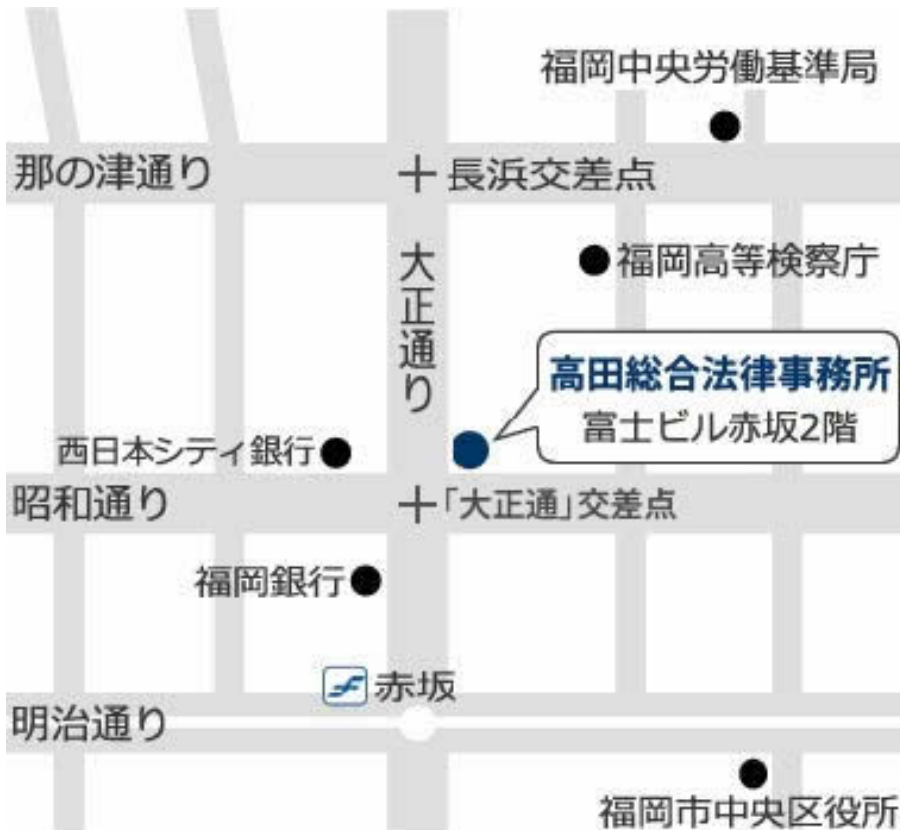 福岡中央労働基準局
那の津通り
長浜交差点
大正通り
福岡高等検察庁
高田総合法律事務所
富士ビル赤坂2階
西日本シティ銀行
昭和通り
「大正通」交差点
福岡銀行
赤坂
明治通り
福岡市中央区役所